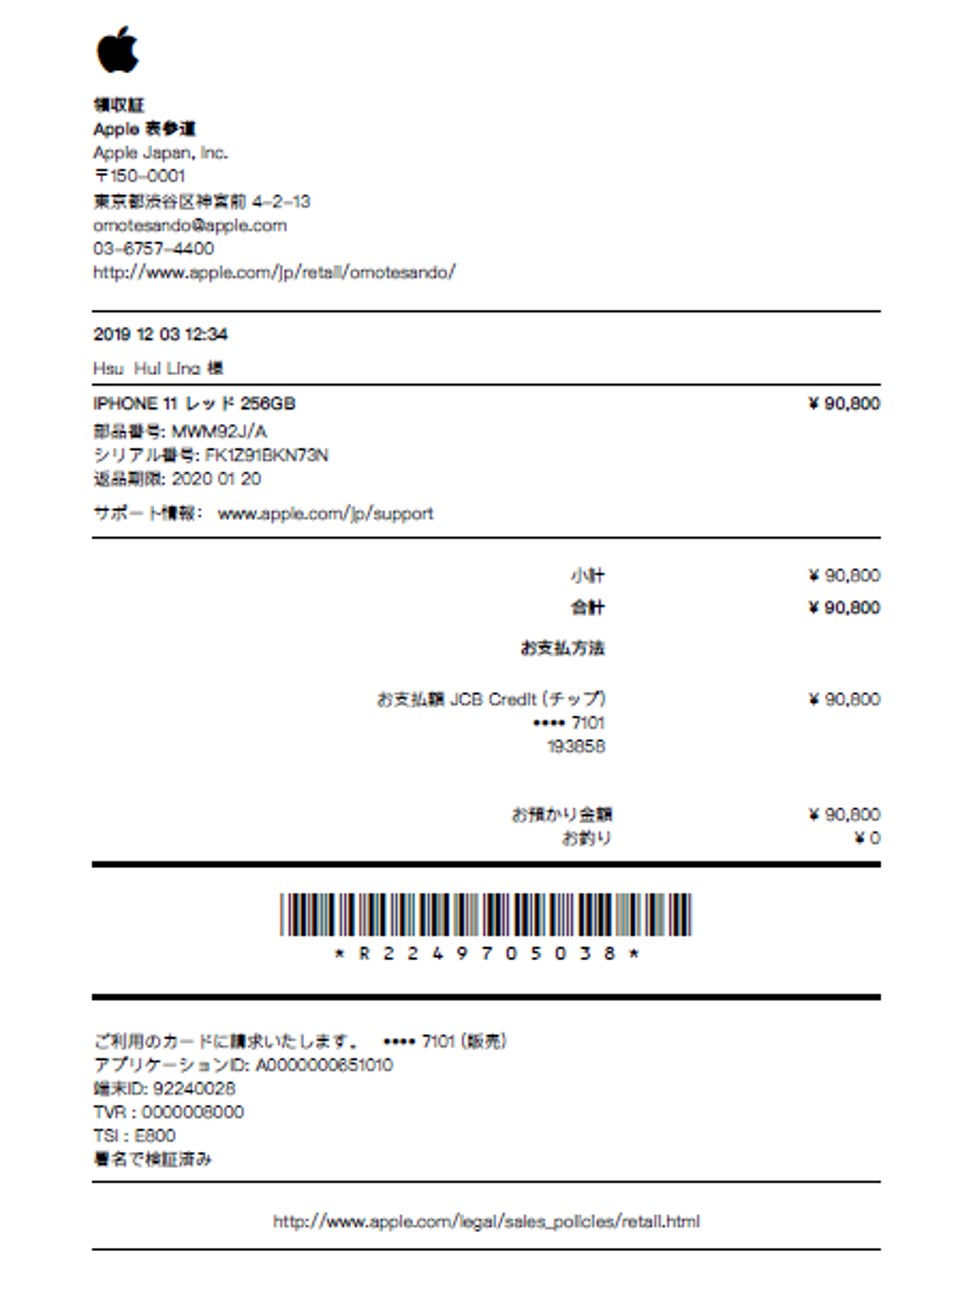 領収証
Apple 表参道
Apple Japan, Inc.
〒150-0001
東京都渋谷区神宮前 4-2-13
omotesando@apple.com
03-6757-4400
http://www.apple.com/jp/retail/omotesando/
2019 12 03 12:34
Hsu Hui Ling 様
IPHONE 11 レッド 256GB ¥ 90,800
部品番号: MWM92J/A
シリアル番号: FK1Z91BKN73N
返品期限: 2020 01 20
サポート情報: www.apple.com/jp/support
小計 ¥ 90,800
合計 ¥ 90,800
お支払方法
お支払額 JCB Credit (チップ) ¥ 90,800
•••• 7101
193858
お預かり金額 ¥ 90,800
お釣り ¥ 0
*R2249705038*
ご利用のカードに請求いたします。 •••• 7101 (販売)
アプリケーションID: A0000000651010
端末ID: 92240028
TVR : 0000008000
TSI : E800
署名で検証済み
http://www.apple.com/legal/sales_policies/retail.html